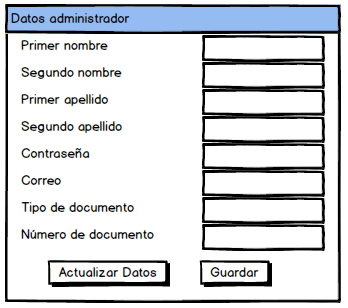 Datos administrador
Primer nombre
Segundo nombre
Primer apellido
Segundo apellido
Contraseña
Correo
Tipo de documento
Número de documento
Actualizar Datos Guardar